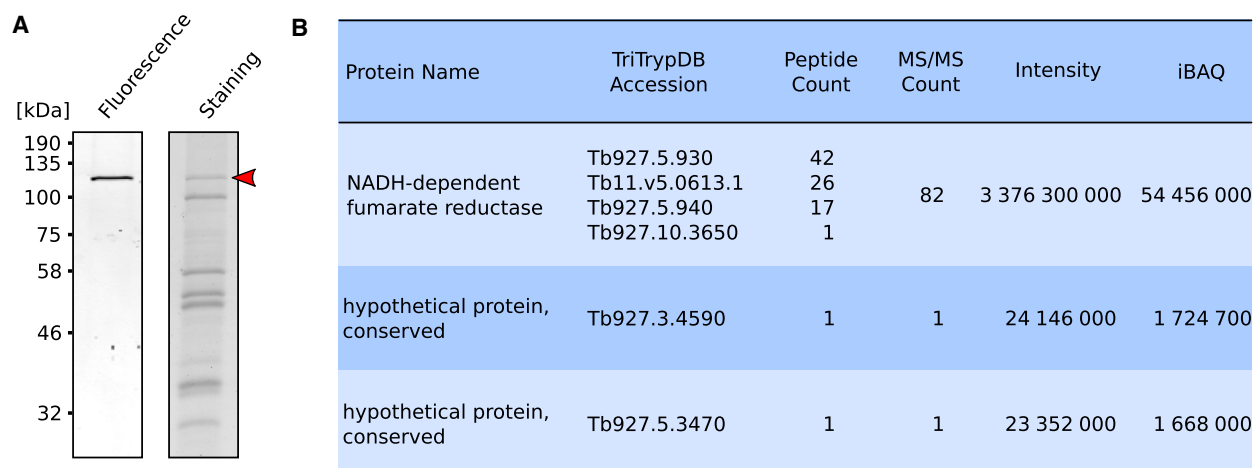 A
Fluorescence
Staining
[kDa]
190
135
100
75
58
46
32
B
Protein Name
TriTrypDB
Accession
Peptide
Count
MS/MS
Count
Intensity
iBAQ
NADH-dependent
fumarate reductase
Tb927.5.930 42
Tb11.v5.0613.1 26
Tb927.5.940 17
Tb927.10.3650 1
82 3 376 300 000 54 456 000
hypothetical protein,
conserved
Tb927.3.4590 1 1 24 146 000 1 724 700
hypothetical protein,
conserved
Tb927.5.3470 1 1 23 352 000 1 668 000